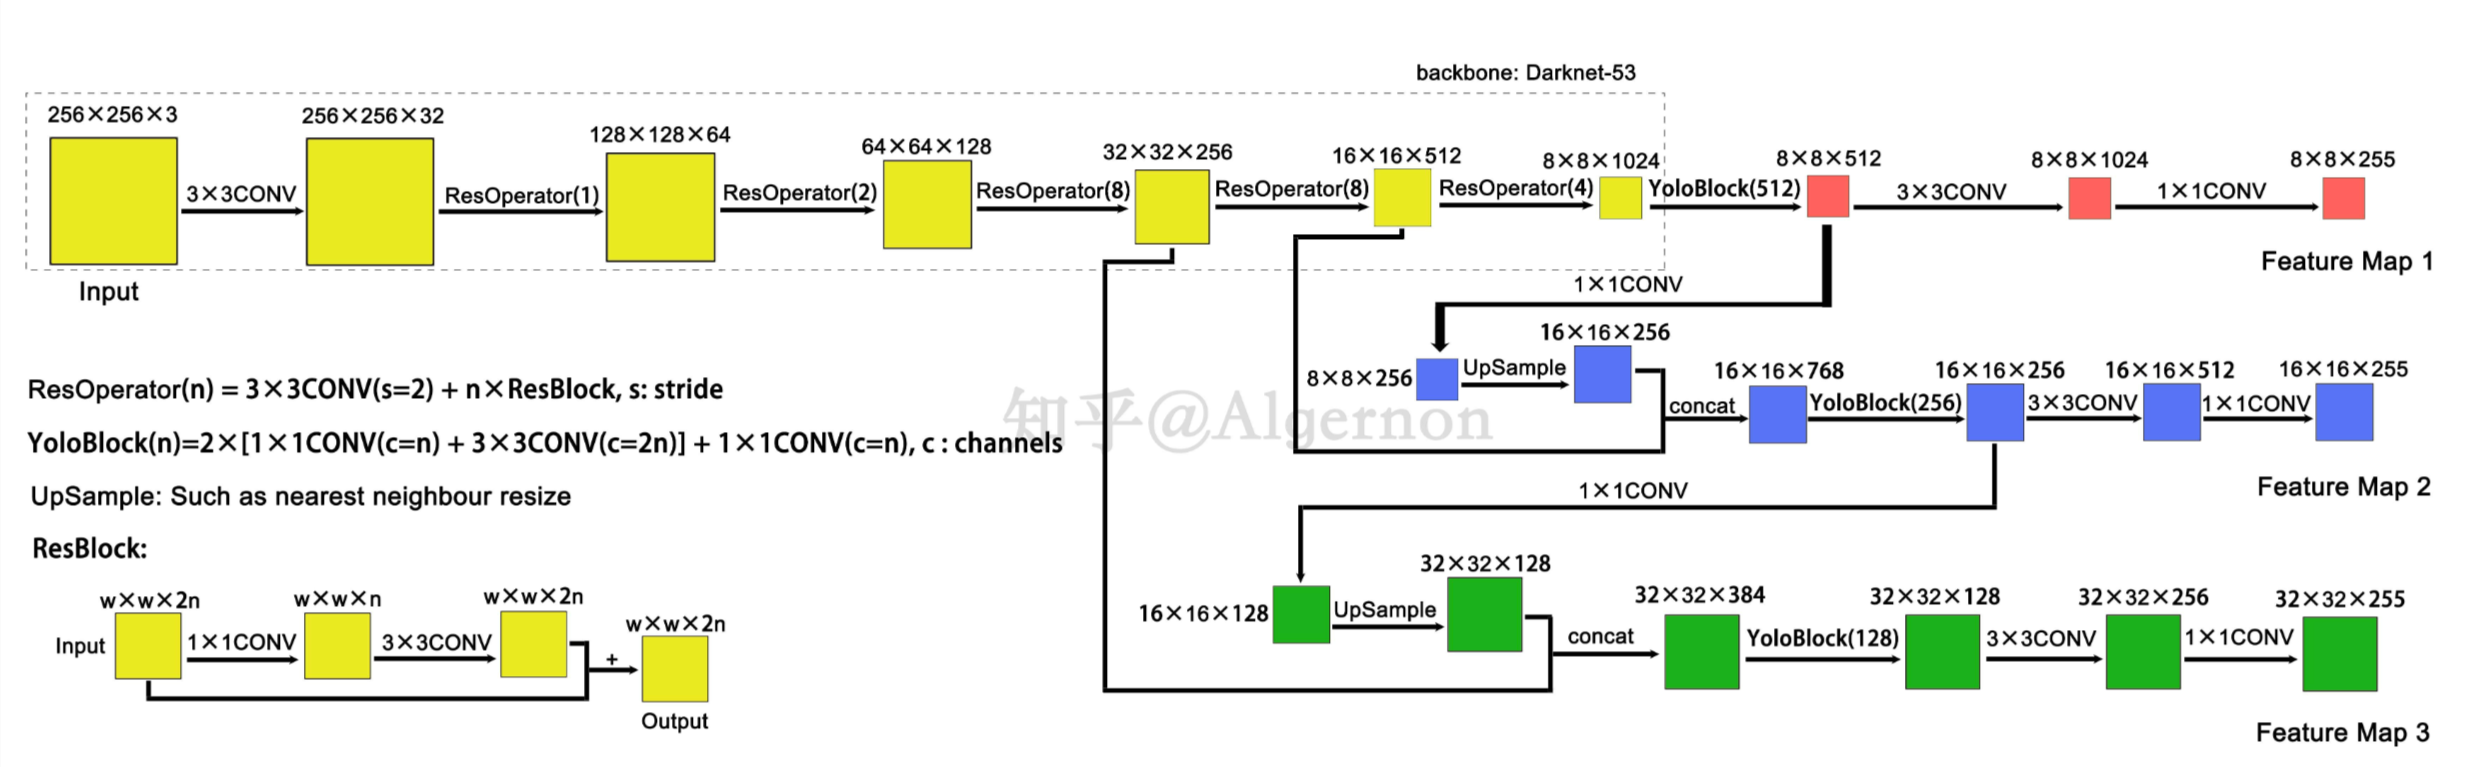 backbone: Darknet-53
256×256×3
256×256×32
128×128×64
64×64×128
32×32×256
16×16×512
8×8×1024
8×8×512
8×8×1024
8×8×255
3×3CONV
ResOperator(1)
ResOperator(2)
ResOperator(8)
ResOperator(8)
ResOperator(4)
YoloBlock(512)
3×3CONV
1×1CONV
Input
Feature Map 1
1×1CONV
16×16×256
8×8×256
UpSample
concat
16×16×768
YoloBlock(256)
16×16×256
3×3CONV
16×16×512
1×1CONV
16×16×255
Feature Map 2
ResOperator(n) = 3×3CONV(s=2) + n×ResBlock, s: stride
YoloBlock(n)=2×[1×1CONV(c=n) + 3×3CONV(c=2n)] + 1×1CONV(c=n), c : channels
UpSample: Such as nearest neighbour resize
知乎@Algernon
1×1CONV
ResBlock:
w×w×2n
w×w×n
w×w×2n
w×w×2n
Input
1×1CONV
3×3CONV
+
Output
32×32×128
16×16×128
UpSample
concat
32×32×384
YoloBlock(128)
32×32×128
3×3CONV
32×32×256
1×1CONV
32×32×255
Feature Map 3